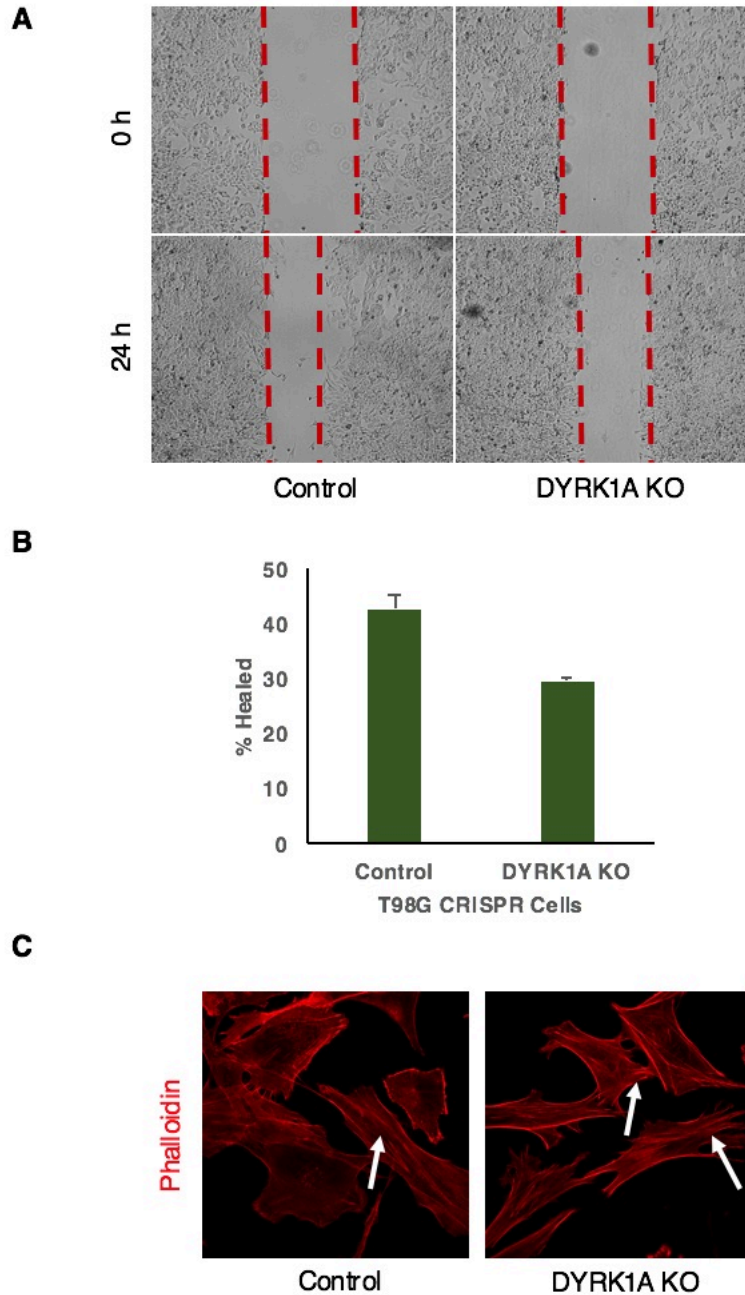 A
0 h
24 h
Control DYRK1A KO
B
50
40
30
20
10
0
% Healed
Control DYRK1A KO
T98G CRISPR Cells
C
Phalloidin
Control DYRK1A KO